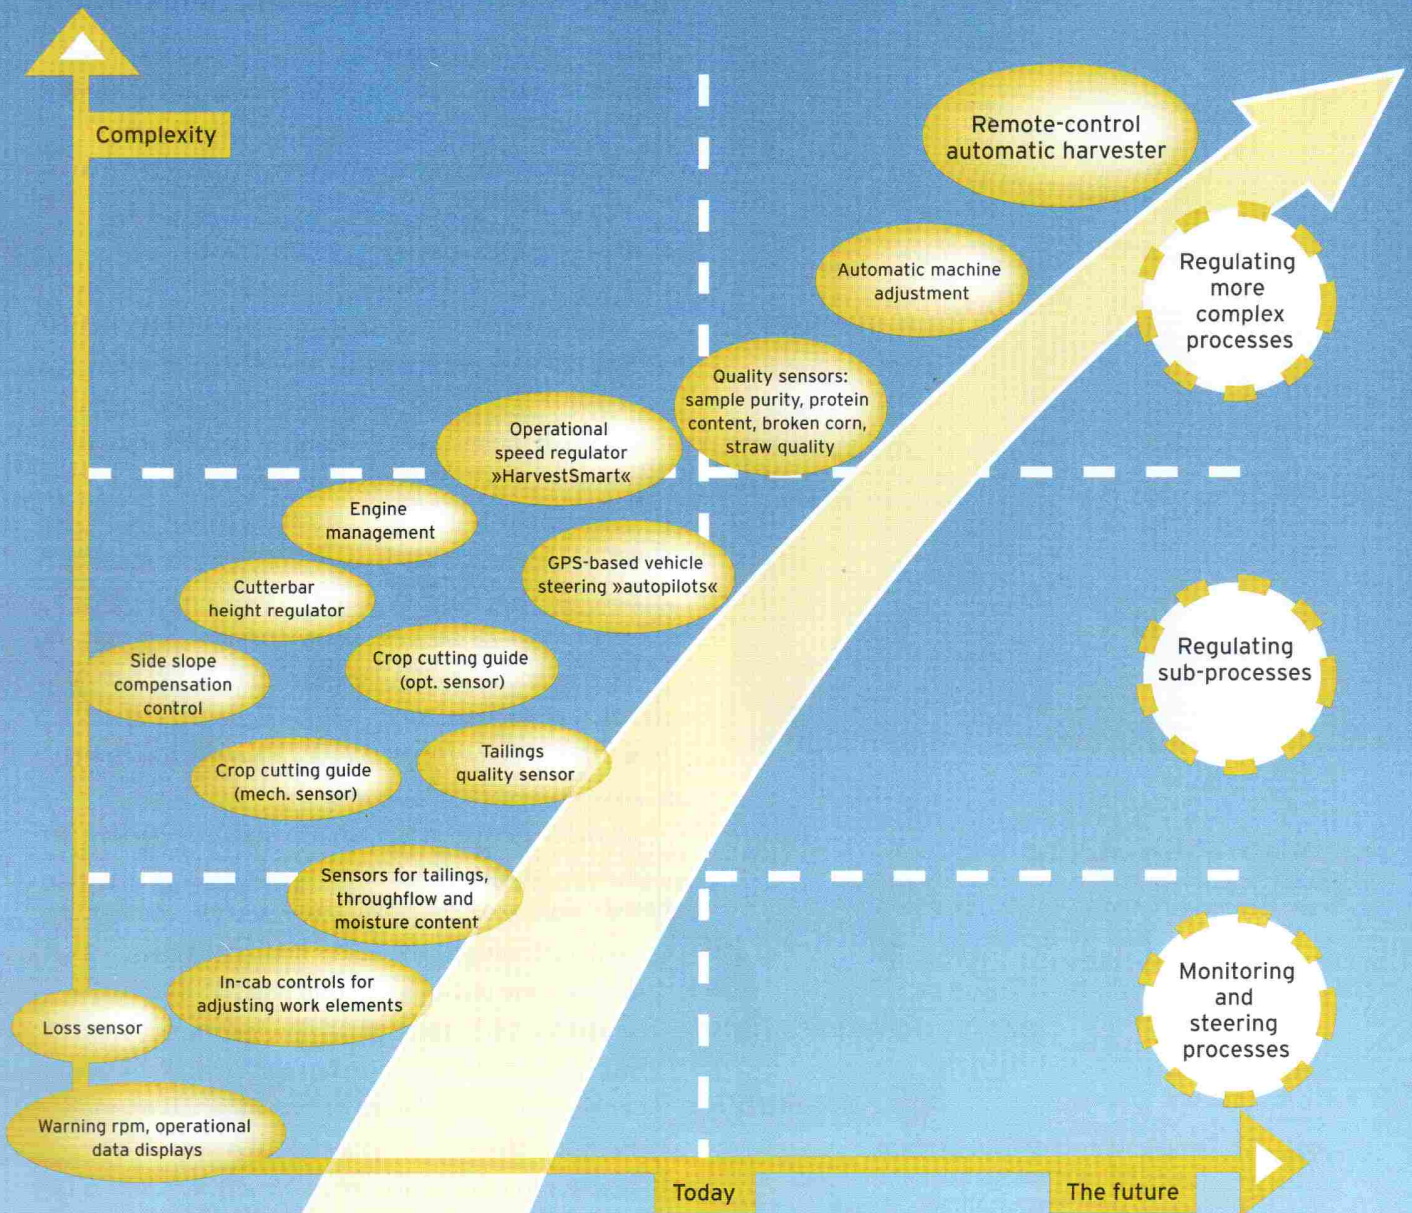 Complexity
Remote-control
automatic harvester
Regulating
more
complex
processes
Automatic machine
adjustment
Quality sensors:
sample purity, protein
content, broken corn,
straw quality
Operational
speed regulator
»HarvestSmart«
Engine
management
GPS-based vehicle
steering »autopilots«
Cutterbar
height regulator
Regulating
sub-processes
Side slope
compensation
control
Crop cutting guide
(opt. sensor)
Tailings
quality sensor
Crop cutting guide
(mech. sensor)
Sensors for tailings,
throughflow and
moisture content
Monitoring
and
steering
processes
In-cab controls for
adjusting work elements
Loss sensor
Warning rpm, operational
data displays
Today
The future